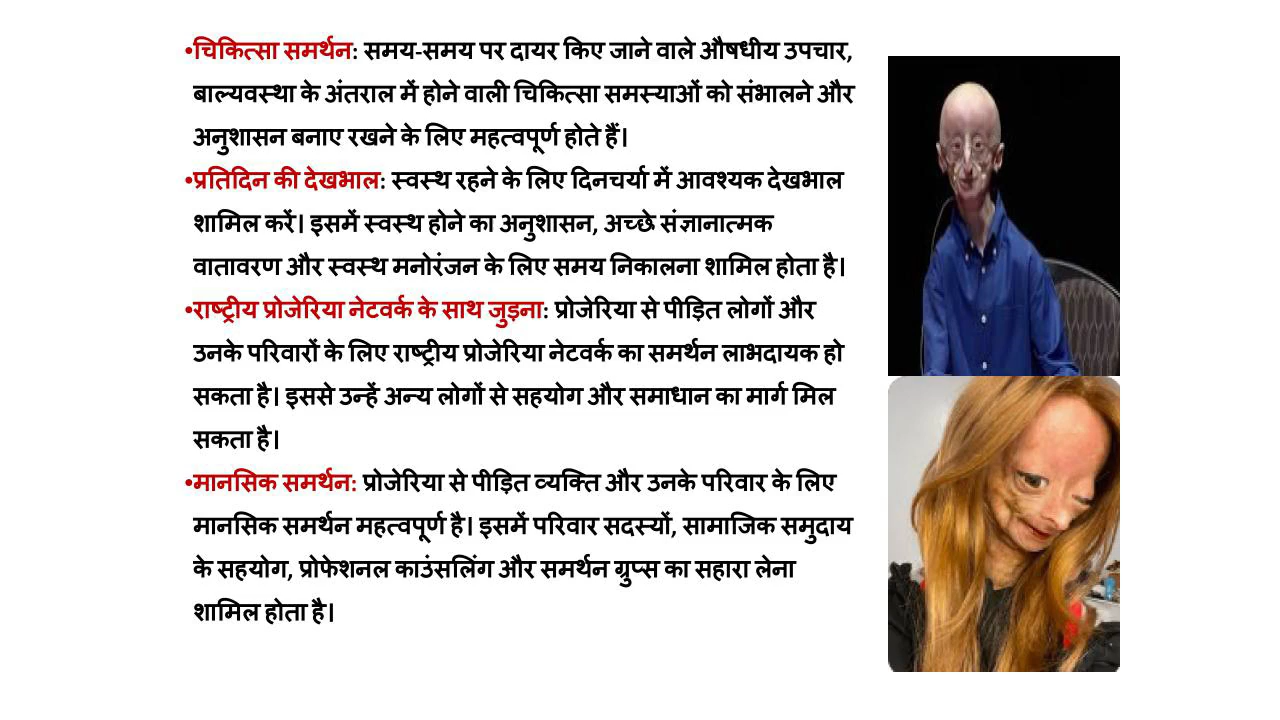 •चिकित्सा समर्थन: समय-समय पर दायर किए जाने वाले औषधीय उपचार,
बाल्यवस्था के अंतराल में होने वाली चिकित्सा समस्याओं को संभालने और
अनुशासन बनाए रखने के लिए महत्वपूर्ण होते हैं।
•प्रतिदिन की देखभाल: स्वस्थ रहने के लिए दिनचर्या में आवश्यक देखभाल
शामिल करें। इसमें स्वस्थ होने का अनुशासन, अच्छे संज्ञानात्मक
वातावरण और स्वस्थ मनोरंजन के लिए समय निकालना शामिल होता है।
•राष्ट्रीय प्रोजेरिया नेटवर्क के साथ जुड़ना: प्रोजेरिया से पीड़ित लोगों और
उनके परिवारों के लिए राष्ट्रीय प्रोजेरिया नेटवर्क का समर्थन लाभदायक हो
सकता है। इससे उन्हें अन्य लोगों से सहयोग और समाधान का मार्ग मिल
सकता है।
•मानसिक समर्थन: प्रोजेरिया से पीड़ित व्यक्ति और उनके परिवार के लिए
मानसिक समर्थन महत्वपूर्ण है। इसमें परिवार सदस्यों, सामाजिक समुदाय
के सहयोग, प्रोफेशनल काउंसलिंग और समर्थन ग्रुप्स का सहारा लेना
शामिल होता है।